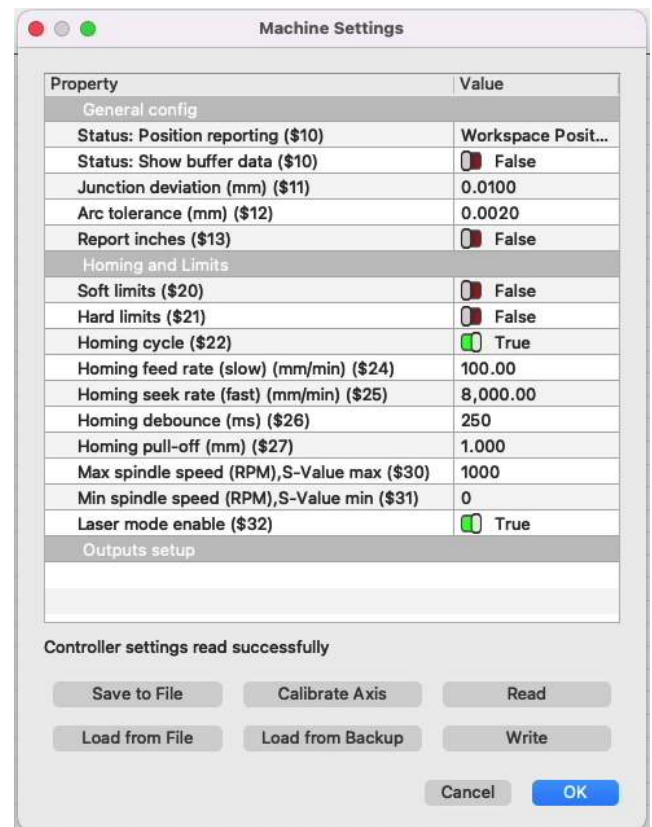 Machine Settings
Property Value
General config
Status: Position reporting ($10) Workspace Posit...
Status: Show buffer data ($10) False
Junction deviation (mm) ($11) 0.0100
Arc tolerance (mm) ($12) 0.0020
Report inches ($13) False
Homing and Limits
Soft limits ($20) False
Hard limits ($21) False
Homing cycle ($22) True
Homing feed rate (slow) (mm/min) ($24) 100.00
Homing seek rate (fast) (mm/min) ($25) 8,000.00
Homing debounce (ms) ($26) 250
Homing pull-off (mm) ($27) 1.000
Max spindle speed (RPM),S-Value max ($30) 1000
Min spindle speed (RPM),S-Value min ($31) 0
Laser mode enable ($32) True
Outputs setup
Controller settings read successfully
Save to File Calibrate Axis Read
Load from File Load from Backup Write
Cancel OK